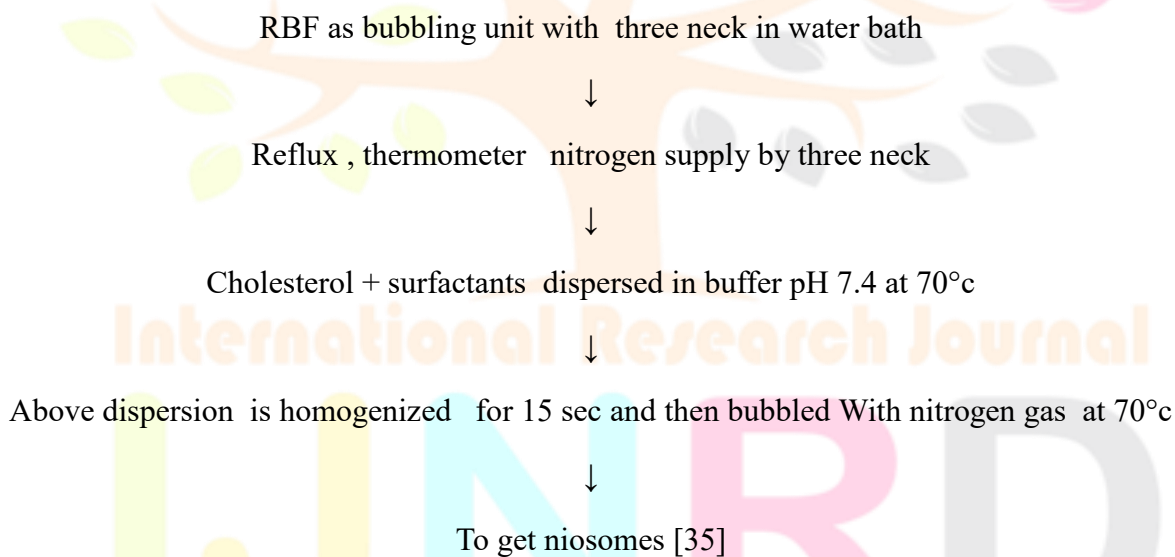 RBF as bubbling unit with three neck in water bath
↓
Reflux , thermometer nitrogen supply by three neck
↓
Cholesterol + surfactants dispersed in buffer pH 7.4 at 70°c
International Research Journal
↓
Above dispersion is homogenized for 15 sec and then bubbled With nitrogen gas at 70°c
IJNRD
↓
To get niosomes [35]